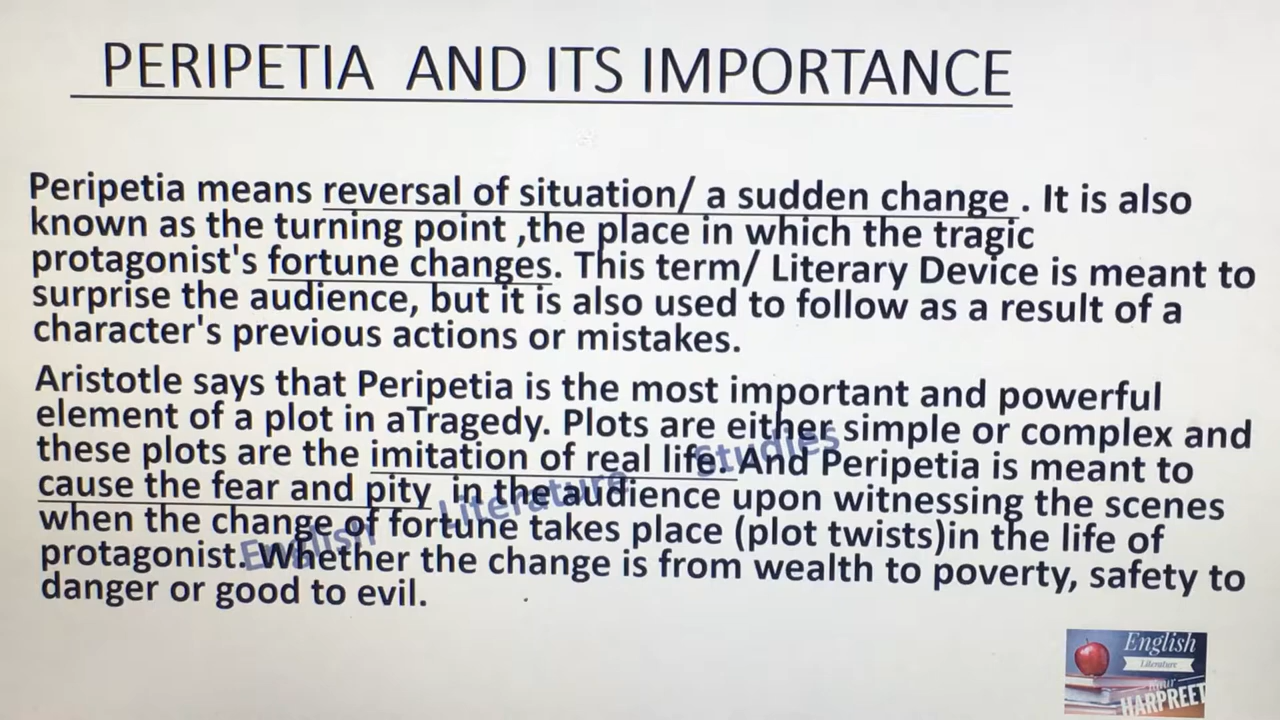 PERIPETIA AND ITS IMPORTANCE
Peripetia means reversal of situation/ a sudden change . It is also
known as the turning point ,the place in which the tragic
protagonist's fortune changes. This term/ Literary Device is meant to
surprise the audience, but it is also used to follow as a result of a
character's previous actions or mistakes.
Aristotle says that Peripetia is the most important and powerful
element of a plot in aTragedy. Plots are either simple or complex and
these plots are the imitation of real life. And Peripetia is meant to
cause the fear and pity in the audience upon witnessing the scenes
when the change of fortune takes place (plot twists)in the life of
protagonist. Whether the change is from wealth to poverty, safety to
danger or good to evil.
English Literature Studies
English
Literature
HARPREET